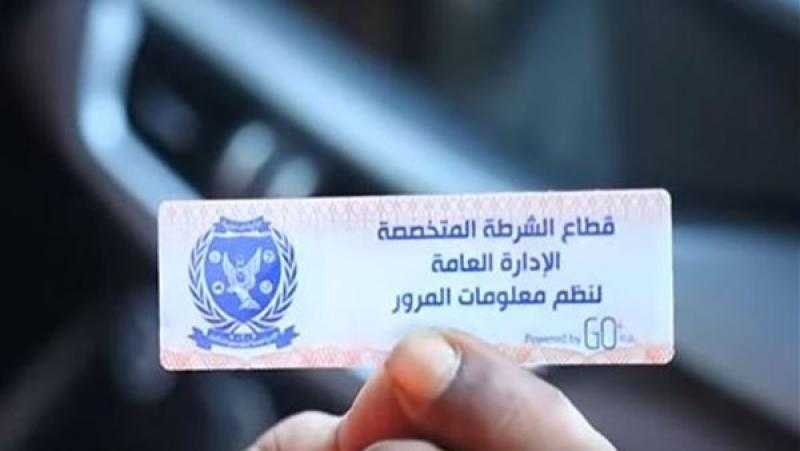 قطاع الشرطة المتخصصة
الإدارة العامة
لنظم معلومات المرور
Powered by GO